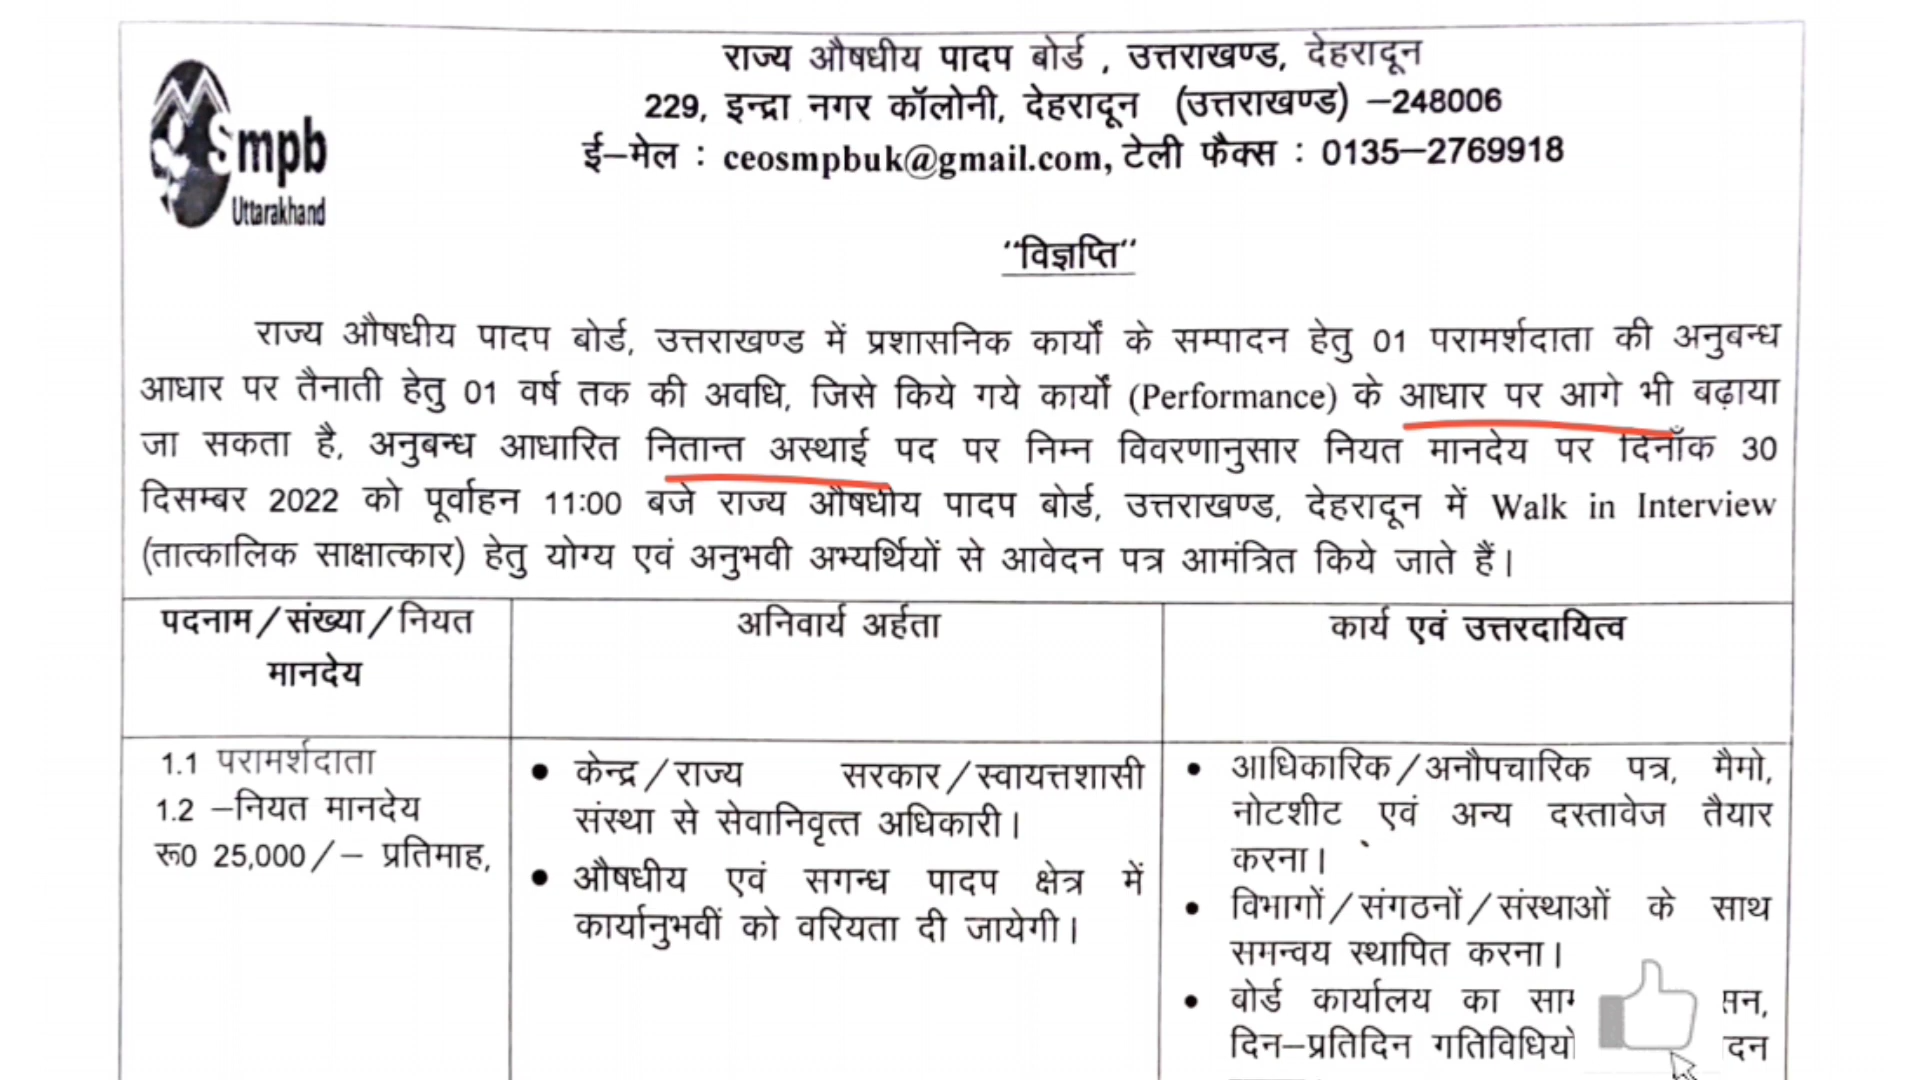 राज्य औषधीय पादप बोर्ड , उत्तराखण्ड, देहरादून
229, इन्द्रा नगर कॉलोनी, देहरादून (उत्तराखण्ड) –248006
ई–मेल : ceosmpbuk@gmail.com, टेली फैक्स : 0135–2769918
smpb
Uttarakhand
“विज्ञप्ति“
राज्य औषधीय पादप बोर्ड, उत्तराखण्ड में प्रशासनिक कार्यों के सम्पादन हेतु 01 परामर्शदाता की अनुबन्ध
आधार पर तैनाती हेतु 01 वर्ष तक की अवधि, जिसे किये गये कार्यों (Performance) के आधार पर आगे भी बढ़ाया
जा सकता है, अनुबन्ध आधारित नितान्त अस्थाई पद पर निम्न विवरणानुसार नियत मानदेय पर दिनाँक 30
दिसम्बर 2022 को पूर्वाहन 11:00 बजे राज्य औषधीय पादप बोर्ड, उत्तराखण्ड, देहरादून में Walk in Interview
(तात्कालिक साक्षात्कार) हेतु योग्य एवं अनुभवी अभ्यर्थियों से आवेदन पत्र आमंत्रित किये जाते हैं।
पदनाम/संख्या/नियत
मानदेय
अनिवार्य अर्हता
कार्य एवं उत्तरदायित्व
1.1 परामर्शदाता
1.2 –नियत मानदेय
रू0 25,000/– प्रतिमाह,
• केन्द्र/राज्य सरकार/स्वायत्तशासी
संस्था से सेवानिवृत्त अधिकारी।
• औषधीय एवं सगन्ध पादप क्षेत्र में
कार्यानुभवीं को वरियता दी जायेगी।
• आधिकारिक/अनौपचारिक पत्र, मैमो,
नोटशीट एवं अन्य दस्तावेज तैयार
करना।
• विभागों/संगठनों/संस्थाओं के साथ
समन्वय स्थापित करना।
• बोर्ड कार्यालय का
दिन–प्रतिदिन